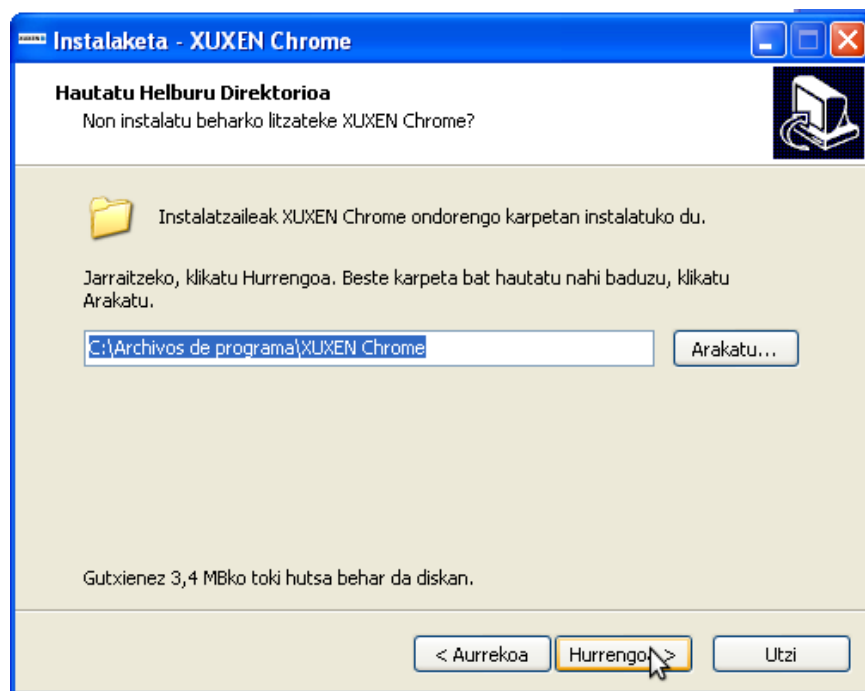 Instalaketa - XUXEN Chrome
Hautatu Helburu Direktorioa
Non instalatu beharko litzateke XUXEN Chrome?
Instalatzaileak XUXEN Chrome ondorengo karpetan instalatuko du.
Jarraitzeko, klikatu Hurrengoa. Beste karpeta bat hautatu nahi baduzu, klikatu
Arakatu.
C:\Archivos de programa\XUXEN Chrome
Arakatu...
Gutxienez 3,4 MBko toki hutsa behar da diskan.
< Aurrekoa
Hurrengoa >
Utzi